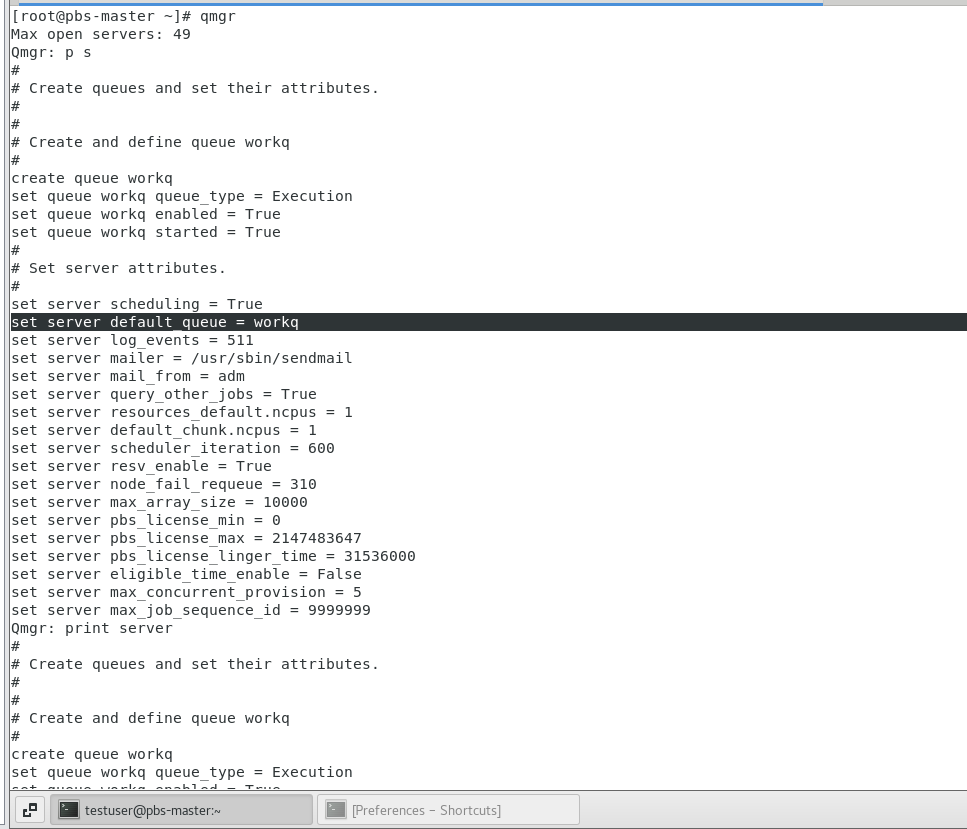 [root@pbs-master ~]# qmgr
Max open servers: 49
Qmgr: p s
#
# Create queues and set their attributes.
#
#
# Create and define queue workq
#
create queue workq
set queue workq queue_type = Execution
set queue workq enabled = True
set queue workq started = True
#
# Set server attributes.
#
set server scheduling = True
set server default_queue = workq
set server log_events = 511
set server mailer = /usr/sbin/sendmail
set server mail_from = adm
set server query_other_jobs = True
set server resources_default.ncpus = 1
set server default_chunk.ncpus = 1
set server scheduler_iteration = 600
set server resv_enable = True
set server node_fail_requeue = 310
set server max_array_size = 10000
set server pbs_license_min = 0
set server pbs_license_max = 2147483647
set server pbs_license_linger_time = 31536000
set server eligible_time_enable = False
set server max_concurrent_provision = 5
set server max_job_sequence_id = 9999999
Qmgr: print server
#
# Create queues and set their attributes.
#
#
# Create and define queue workq
#
create queue workq
set queue workq queue_type = Execution
set queue workq enabled = True
testuser@pbs-master:~
[Preferences – Shortcuts]